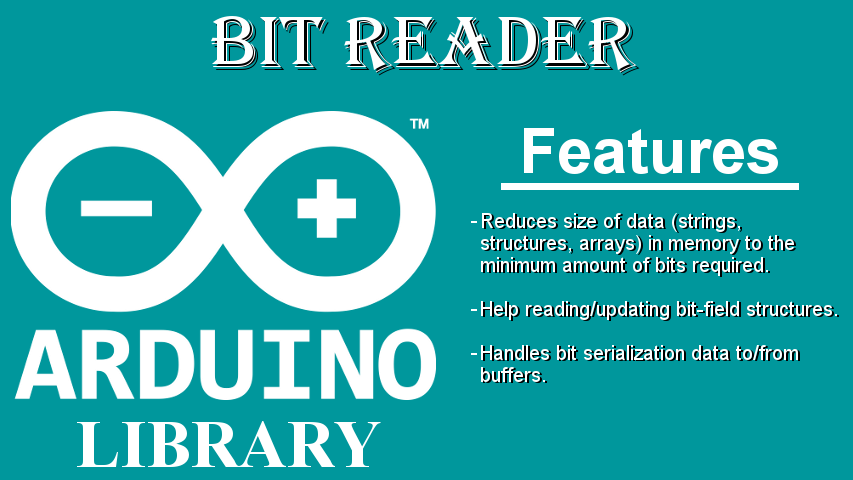 BIT READER
TM
ARDUINO
LIBRARY
Features
-Reduces size of data (strings,
structures, arrays) in memory to the
minimum amount of bits required.
-Help reading/updating bit-field structures.
-Handles bit serialization data to/from
buffers.